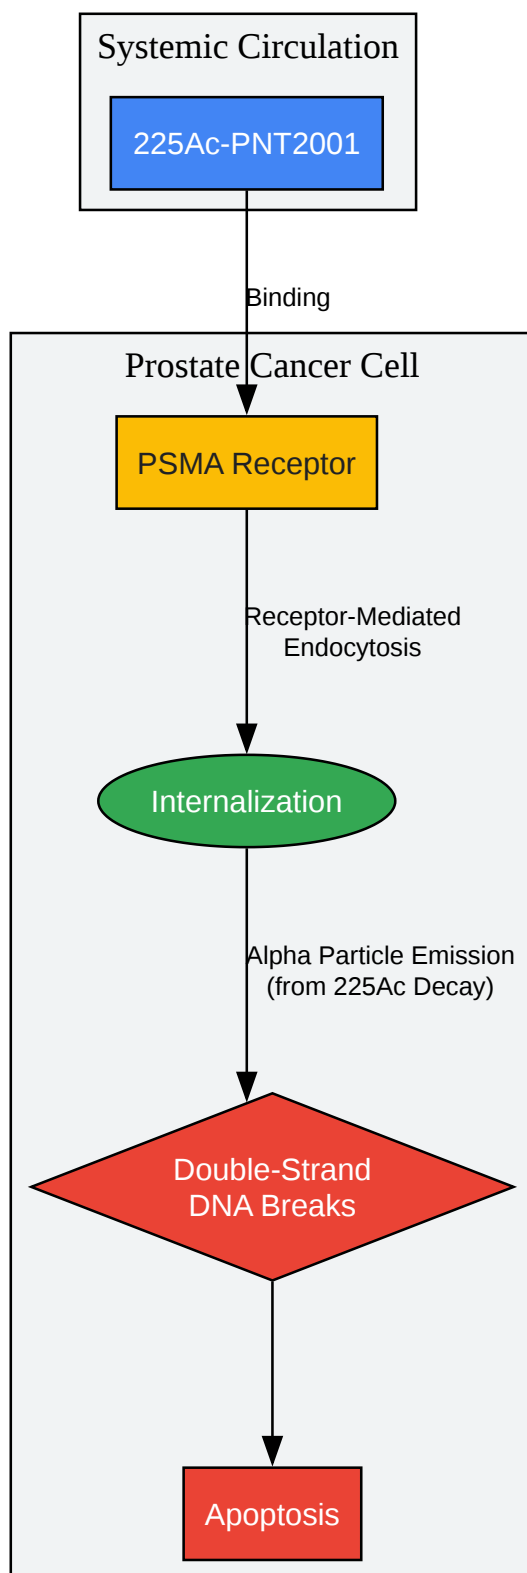 Systemic Circulation
225Ac-PNT2001
Binding
Prostate Cancer Cell
PSMA Receptor
Receptor-Mediated
Endocytosis
Internalization
Alpha Particle Emission
(from 225Ac Decay)
Double-Strand
DNA Breaks
Apoptosis